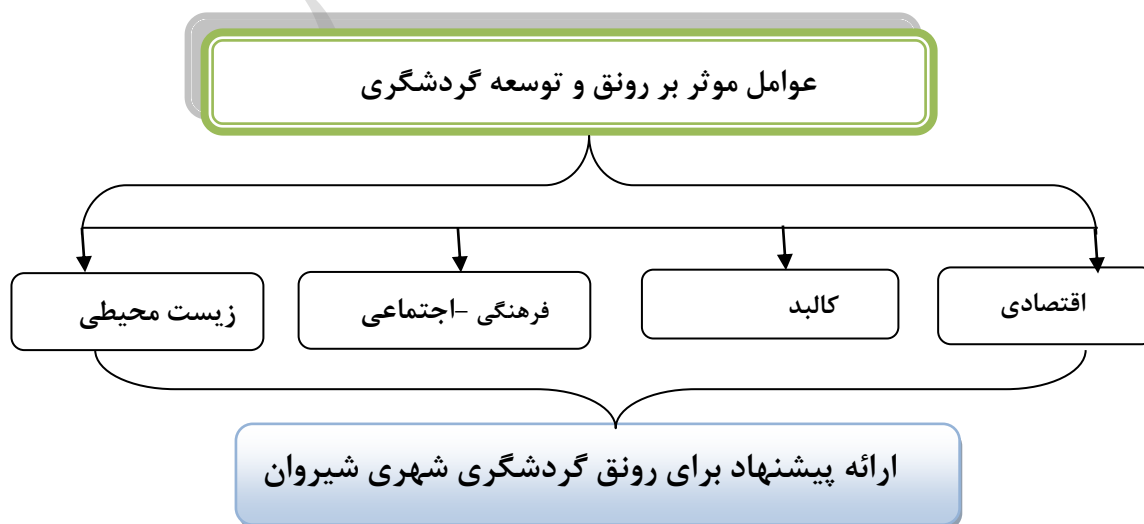 عوامل موثر بر رونق و توسعه گردشگری
اقتصادی
کالبد
فرهنگی –اجتماعی
زیست محیطی
ارائه پیشنهاد برای رونق گردشگری شهری شیروان